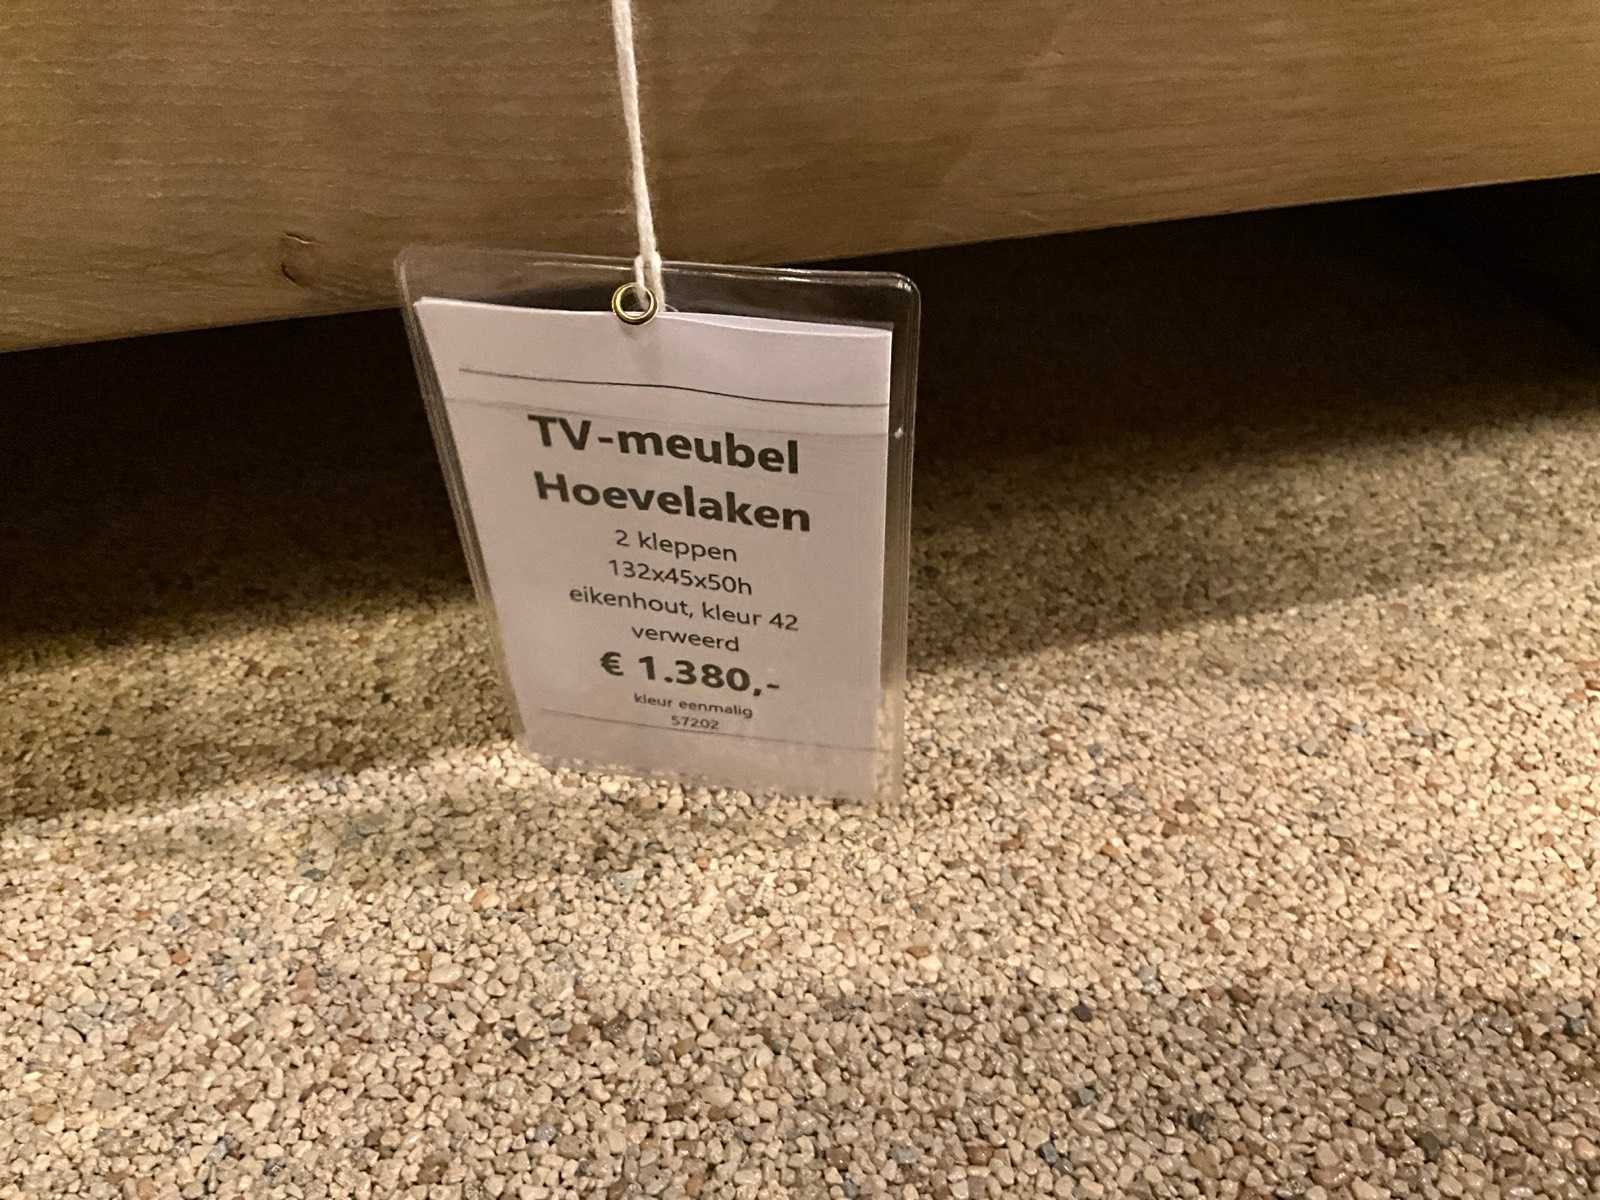 TV-meubel
Hoevelaken
2 kleppen
132x45x50h
eikenhout, kleur 42
verweerd
€ 1.380,-
kleur eenmalig
57202